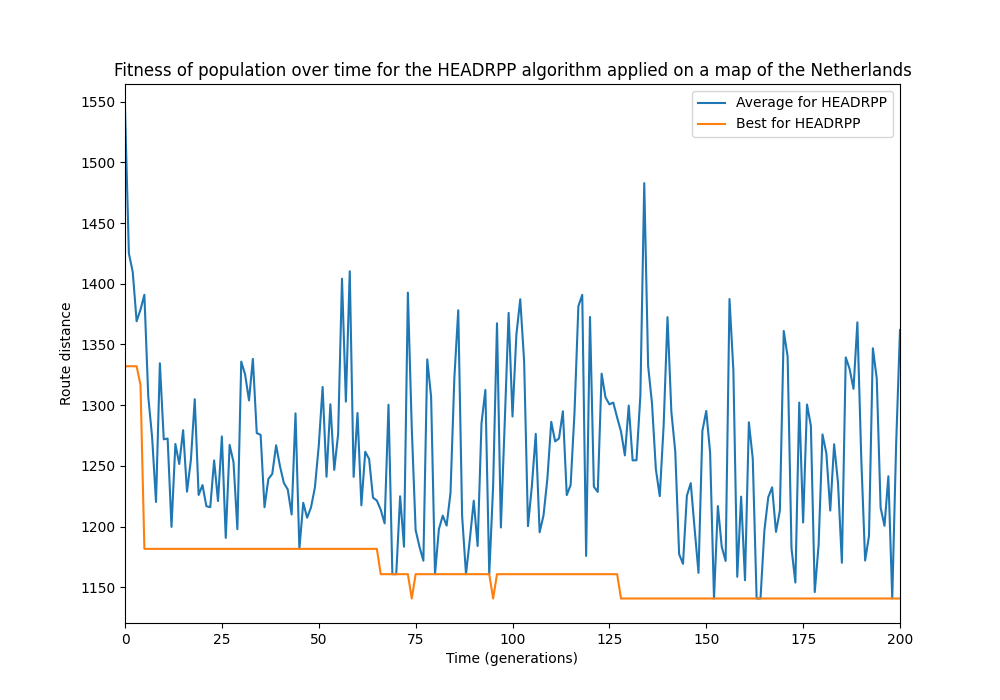 Fitness of population over time for the HEADRPP algorithm applied on a map of the Netherlands
Average for HEADRPP
Best for HEADRPP
Route distance
1550
1500
1450
1400
1350
1300
1250
1200
1150
0 25 50 75 100 125 150 175 200
Time (generations)